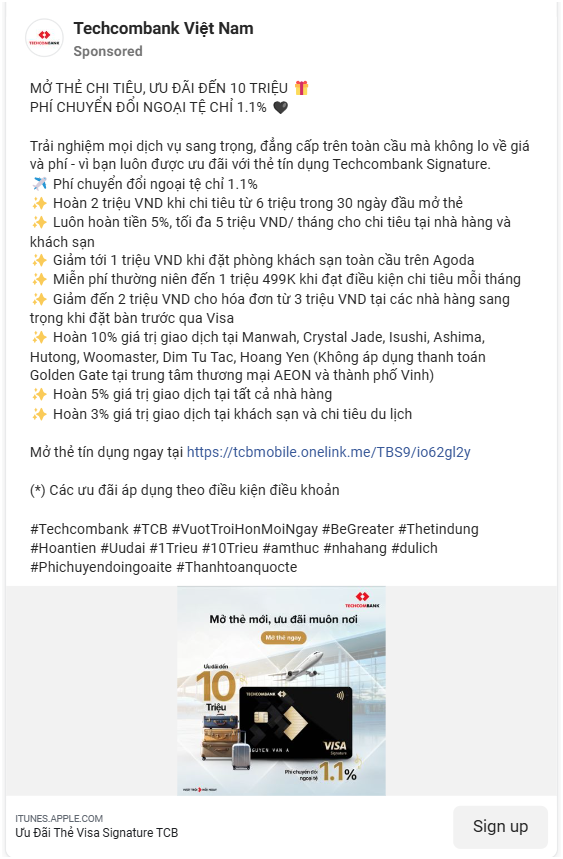 TECHCOMBANK
Techcombank Việt Nam
Sponsored
MỞ THẺ CHI TIÊU, ƯU ĐÃI ĐẾN 10 TRIỆU 🎁
PHÍ CHUYỂN ĐỔI NGOẠI TỆ CHỈ 1.1% 🖤
Trải nghiệm mọi dịch vụ sang trọng, đẳng cấp trên toàn cầu mà không lo về giá
và phí - vì bạn luôn được ưu đãi với thẻ tín dụng Techcombank Signature.
✈️ Phí chuyển đổi ngoại tệ chỉ 1.1%
✨ Hoàn 2 triệu VND khi chi tiêu từ 6 triệu trong 30 ngày đầu mở thẻ
✨ Luôn hoàn tiền 5%, tối đa 5 triệu VND/ tháng cho chi tiêu tại nhà hàng và
khách sạn
✨ Giảm tới 1 triệu VND khi đặt phòng khách sạn toàn cầu trên Agoda
✨ Miễn phí thường niên đến 1 triệu 499K khi đạt điều kiện chi tiêu mỗi tháng
✨ Giảm đến 2 triệu VND cho hóa đơn từ 3 triệu VND tại các nhà hàng sang
trọng khi đặt bàn trước qua Visa
✨ Hoàn 10% giá trị giao dịch tại Manwah, Crystal Jade, Isushi, Ashima,
Hutong, Woomaster, Dim Tu Tac, Hoang Yen (Không áp dụng thanh toán
Golden Gate tại trung tâm thương mại AEON và thành phố Vinh)
✨ Hoàn 5% giá trị giao dịch tại tất cả nhà hàng
✨ Hoàn 3% giá trị giao dịch tại khách sạn và chi tiêu du lịch
Mở thẻ tín dụng ngay tại https://tcbmobile.onelink.me/TBS9/io62gl2y
(*) Các ưu đãi áp dụng theo điều kiện điều khoản
#Techcombank #TCB #VuotTroiHonMoiNgay #BeGreater #Thetindung
#Hoantien #Uudai #1Trieu #10Trieu #amthuc #nhahang #dulich
#Phichuyendoingoaite #Thanhtoanquocte
TECHCOMBANK
Mở thẻ mới, ưu đãi muôn nơi
Mở thẻ ngay
Ưu đãi đến
10
Triệu
TECHCOMBANK
NGUYEN VAN A
VISA
Signature
Phí chuyển đổi
ngoại tệ
1.1%
ITUNES.APPLE.COM
Ưu Đãi Thẻ Visa Signature TCB
Sign up